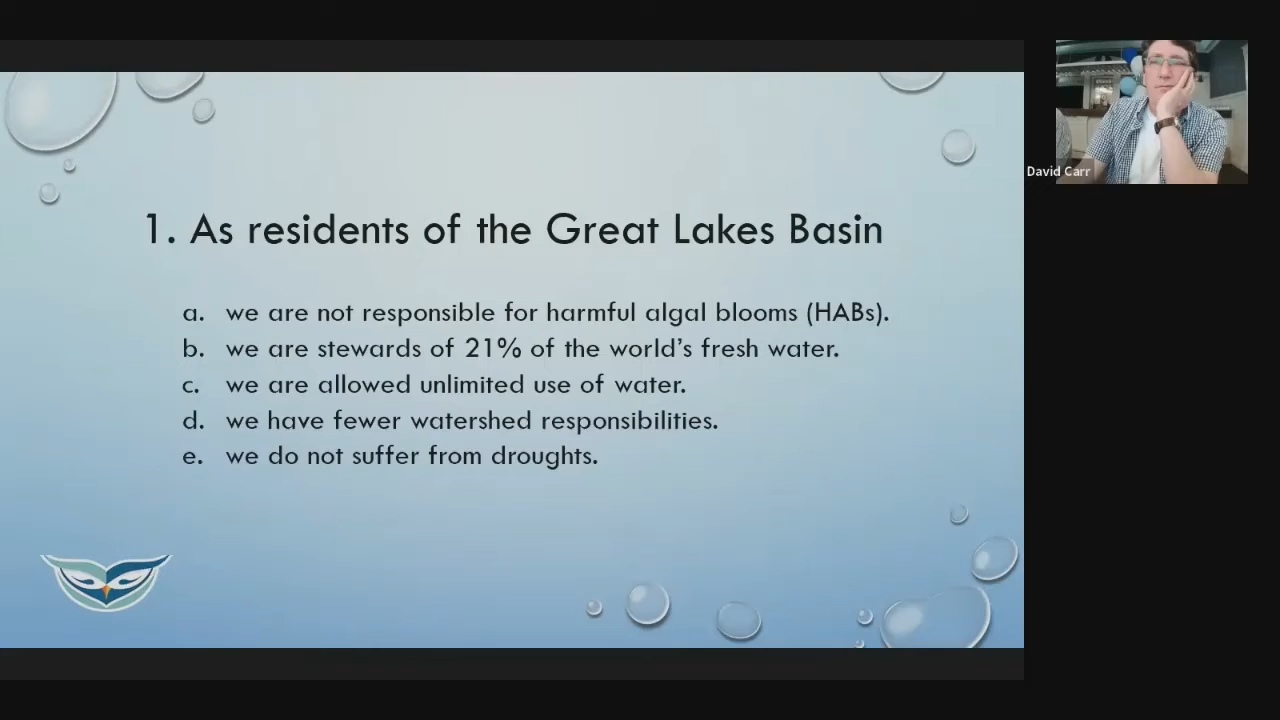 1. As residents of the Great Lakes Basin
a. we are not responsible for harmful algal blooms (HABs).
b. we are stewards of 21% of the world's fresh water.
c. we are allowed unlimited use of water.
d. we have fewer watershed responsibilities.
e. we do not suffer from droughts.
David Carr